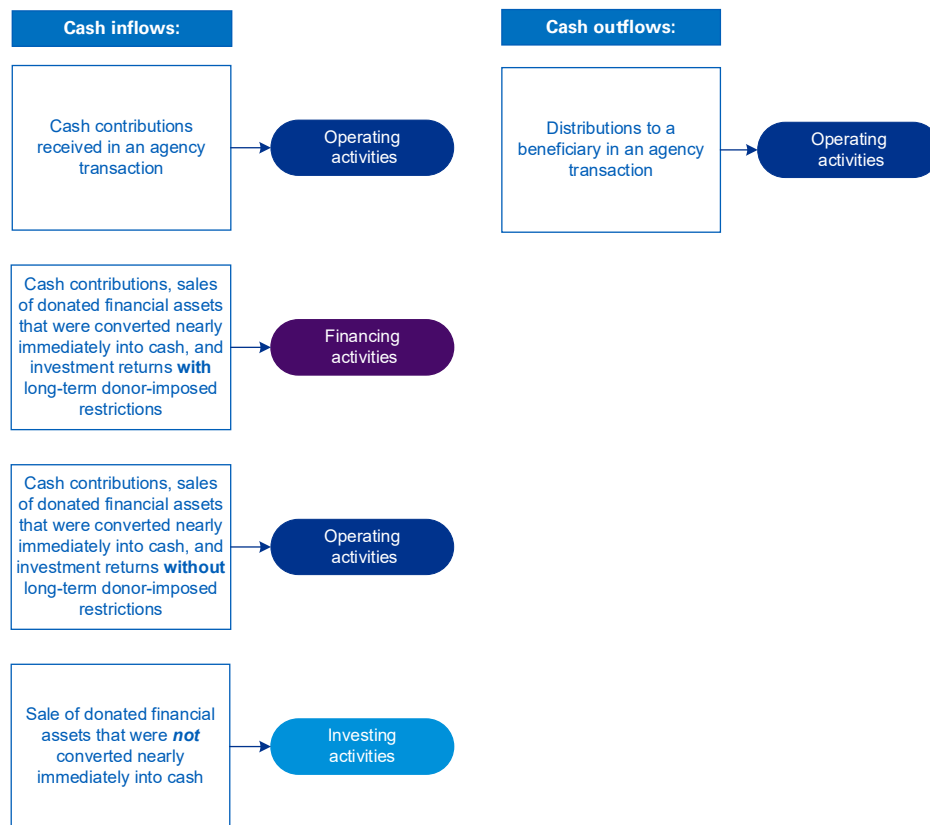 Cash inflows:
Cash outflows:
Cash contributions
received in an agency
transaction
Operating
activities
Distributions to a
beneficiary in an agency
transaction
Operating
activities
Cash contributions, sales
of donated financial assets
that were converted nearly
immediately into cash, and
investment returns with
long-term donor-imposed
restrictions
Financing
activities
Cash contributions, sales
of donated financial assets
that were converted nearly
immediately into cash, and
investment returns without
long-term donor-imposed
restrictions
Operating
activities
Sale of donated financial
assets that were not
converted nearly
immediately into cash
Investing
activities